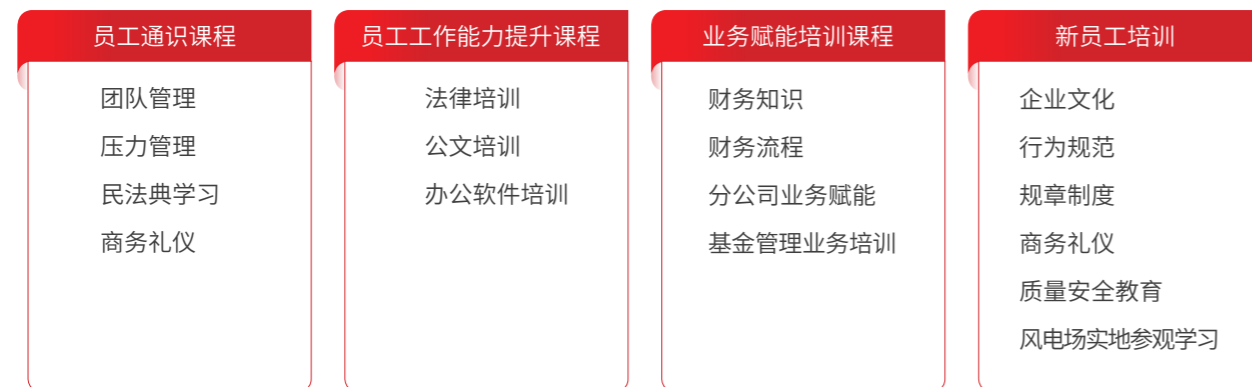 员工通识课程
团队管理
压力管理
民法典学习
商务礼仪
员工工作能力提升课程
法律培训
公文培训
办公软件培训
业务赋能培训课程
财务知识
财务流程
分公司业务赋能
基金管理业务培训
新员工培训
企业文化
行为规范
规章制度
商务礼仪
质量安全教育
风电场实地参观学习